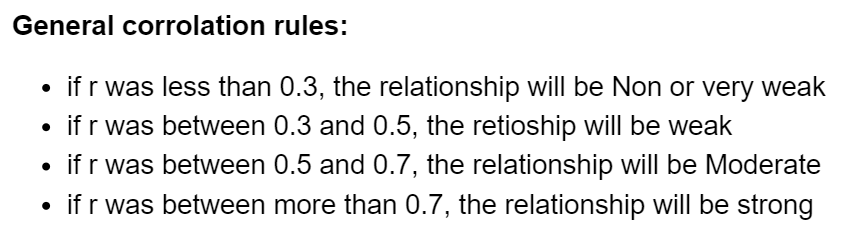 General corrolation rules:
• if r was less than 0.3, the relationship will be Non or very weak
• if r was between 0.3 and 0.5, the retioship will be weak
• if r was between 0.5 and 0.7, the relationship will be Moderate
• if r was between more than 0.7, the relationship will be strong